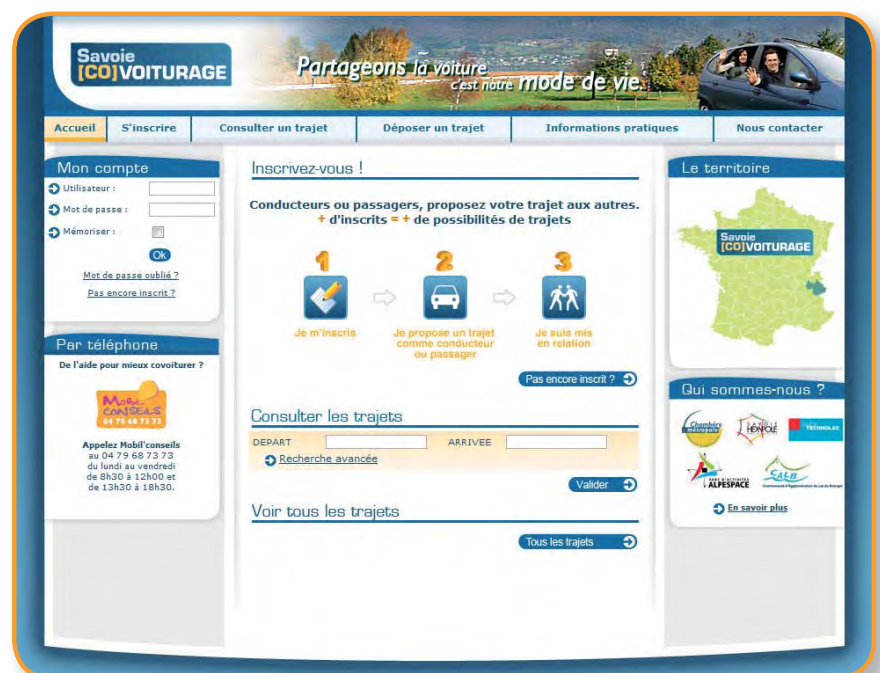 Savoie
[CO]VOITURAGE
Partageons la voiture
c'est notre mode de vie.
Accueil
S'inscrire
Consulter un trajet
Déposer un trajet
Informations pratiques
Nous contacter
Mon compte
Utilisateur :
Mot de passe :
Mémoriser :
Ok
Mot de passe oublié ?
Pas encore inscrit ?
Par téléphone
De l'aide pour mieux covoiturer ?
Mobil'
CONSEILS
04 79 68 73 73
Appelez Mobil'conseils
au 04 79 68 73 73
du lundi au vendredi
de 8h30 à 12h00 et
de 13h30 à 18h30.
Inscrivez-vous !
Conducteurs ou passagers, proposez votre trajet aux autres.
+ d'inscrits = + de possibilités de trajets
1
2
3
Je m'inscris
Je propose un trajet
comme conducteur
ou passager
Je suis mis
en relation
Pas encore inscrit ?
Consulter les trajets
DEPART
ARRIVEE
Recherche avancée
Valider
Voir tous les trajets
Tous les trajets
Le territoire
Savoie
[CO]VOITURAGE
Qui sommes-nous ?
Chambéry
métropole
SAVOIE
HEXAPOLE
TECHNOLAC
PARC D'ACTIVITÉS
ALPESPACE
CALB
En savoir plus